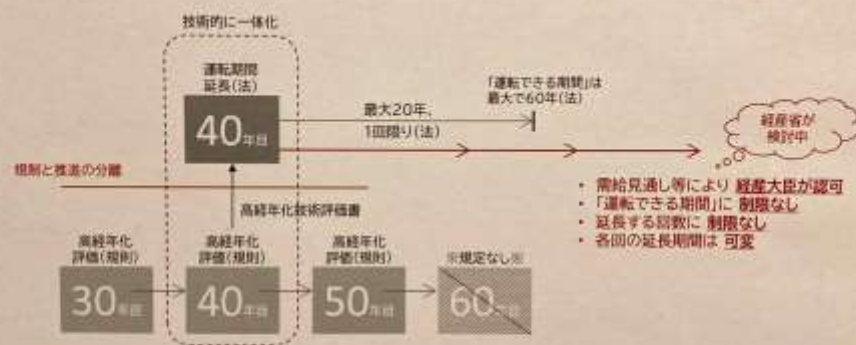 技術的に一体化
運転期間
延長(法)
40年目
最大20年、
1回限り(法)
「運転できる期間」は
最大で60年(法)
経産省が
検討中
規制と推進の分離
高経年化技術評価書
• 需給見通し等により 経産大臣が認可
• 「運転できる期間」に 制限なし
• 延長する回数に 制限なし
• 各回の延長期間は 可変
高経年化
評価(規則)
30年目
高経年化
評価(規則)
40年目
高経年化
評価(規則)
50年目
※規定なし※
60年目